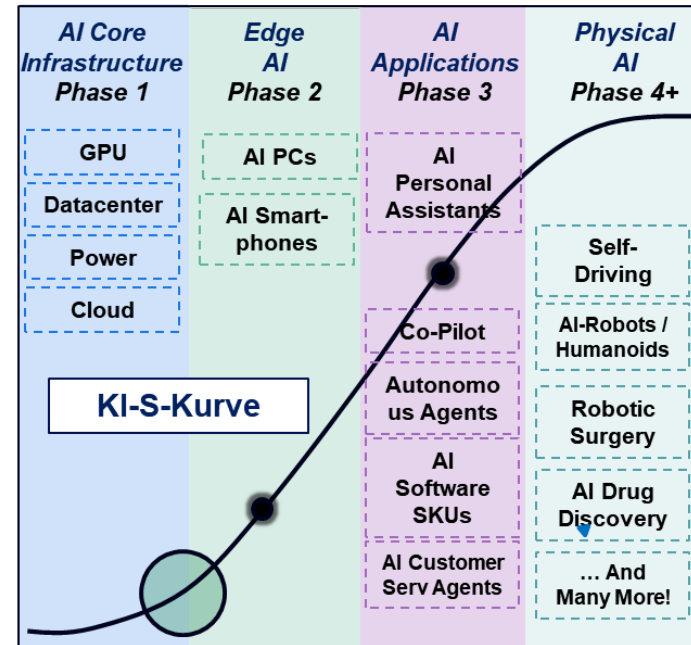 AI Core
Infrastructure
Phase 1
Edge
AI
Phase 2
AI
Applications
Phase 3
Physical
AI
Phase 4+
GPU
Datacenter
Power
Cloud
AI PCs
AI Smart-
phones
AI
Personal
Assistants
Co-Pilot
Autonomo
us Agents
AI
Software
SKUs
AI Customer
Serv Agents
Self-
Driving
AI-Robots /
Humanoids
Robotic
Surgery
AI Drug
Discovery
… And
Many More!
KI-S-Kurve